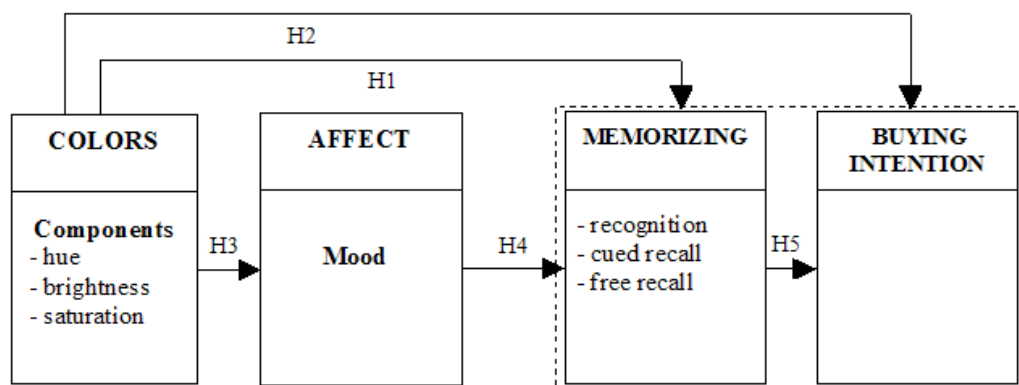 H2
H1
COLORS
Components
- hue
- brightness
- saturation
H3
AFFECT
Mood
H4
MEMORIZING
- recognition
- cued recall
- free recall
H5
BUYING
INTENTION